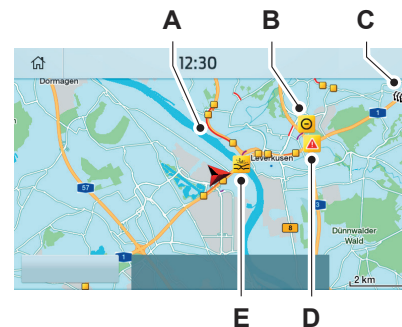 A
B
C
12:30
Dormagen
1
Leverkusen
57
3
8
Dünnwalder
Wald
1
2 km
E
D